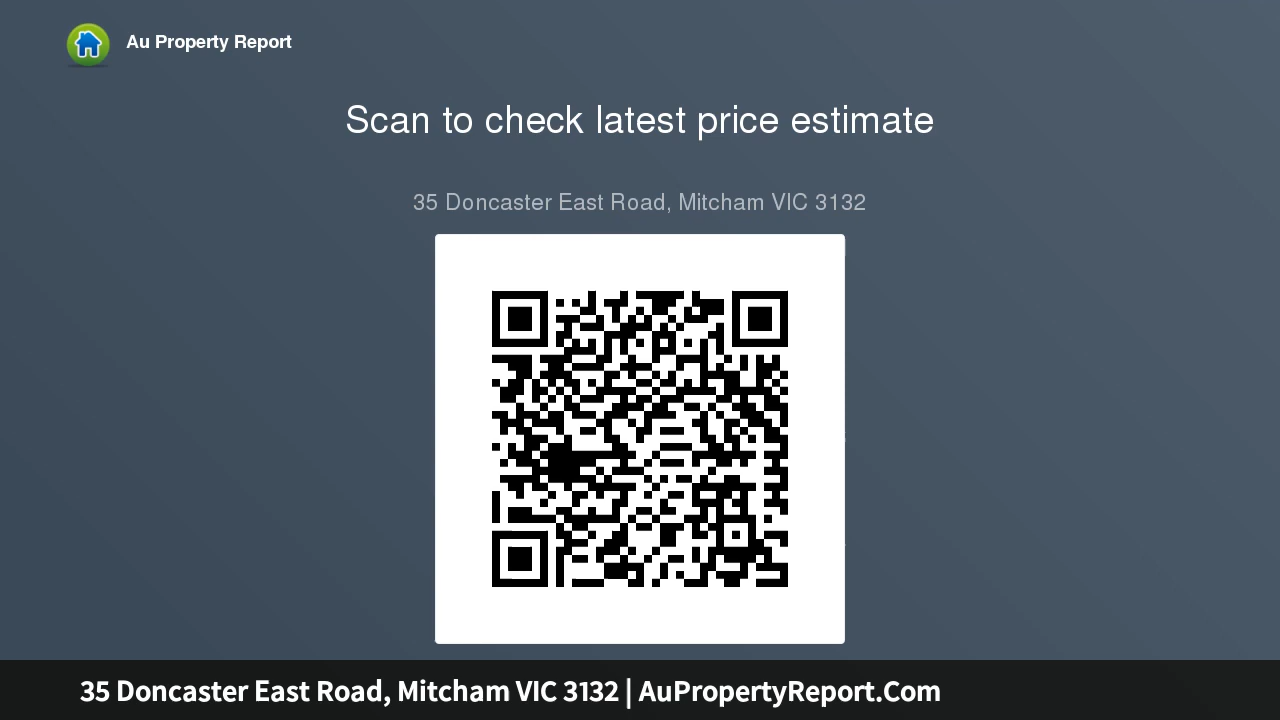 Au Property Report
Scan to check latest price estimate
35 Doncaster East Road, Mitcham VIC 3132
35 Doncaster East Road, Mitcham VIC 3132 | AuPropertyReport.Com